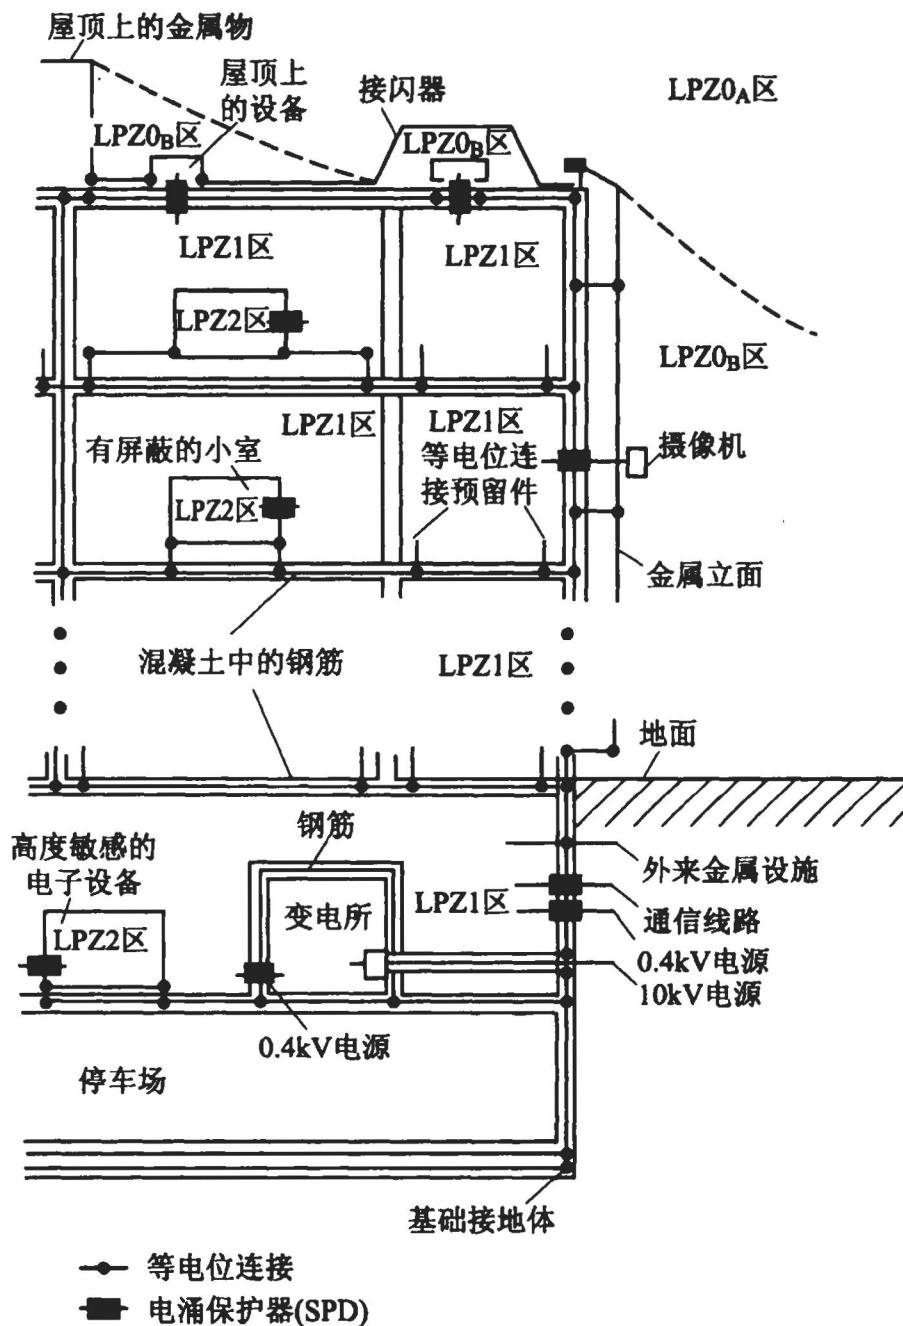 屋顶上的金属物
屋顶上
的设备
接闪器
LPZ0A区
LPZ0B区
LPZ0B区
LPZ1区
LPZ1区
LPZ2区
LPZ0B区
LPZ1区
LPZ1区
有屏蔽的小室
等电位连
接预留件
摄像机
LPZ2区
金属立面
混凝土中的钢筋
LPZ1区
地面
钢筋
高度敏感的
电子设备
外来金属设施
LPZ1区
变电所
通信线路
LPZ2区
0.4kV电源
10kV电源
0.4kV电源
停车场
基础接地体
等电位连接
电涌保护器(SPD)